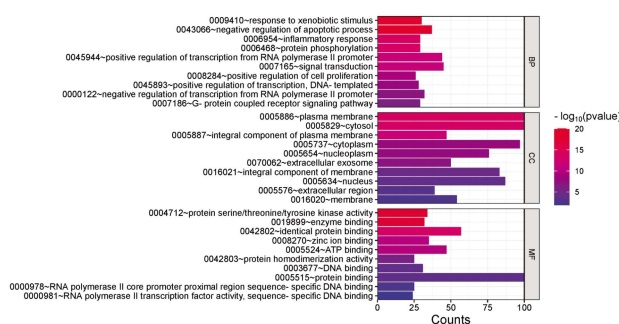 0009410~response to xenobiotic stimulus
0043066~negative regulation of apoptotic process
0006954~inflammatory response
0006468~protein phosphorylation
0045944~positive regulation of transcription from RNA polymerase II promoter
0007165~signal transduction
0008284~positive regulation of cell proliferation
0045893~positive regulation of transcription, DNA- templated
0000122~negative regulation of transcription from RNA polymerase II promoter
0007186~G- protein coupled receptor signaling pathway
BP
0005886~plasma membrane
0005829~cytosol
0005887~integral component of plasma membrane
0005737~cytoplasm
0005654~nucleoplasm
0070062~extracellular exosome
0016021~integral component of membrane
0005634~nucleus
0005576~extracellular region
0016020~membrane
CC
0004712~protein serine/threonine/tyrosine kinase activity
0019899~enzyme binding
0042802~identical protein binding
0008270~zinc ion binding
0005524~ATP binding
0042803~protein homodimerization activity
0003677~DNA binding
0005515~protein binding
0000978~RNA polymerase II core promoter proximal region sequence- specific DNA binding
0000981~RNA polymerase II transcription factor activity, sequence- specific DNA binding
MF
0 25 50 75 100
Counts
- log10(pvalue)
20
15
10
5